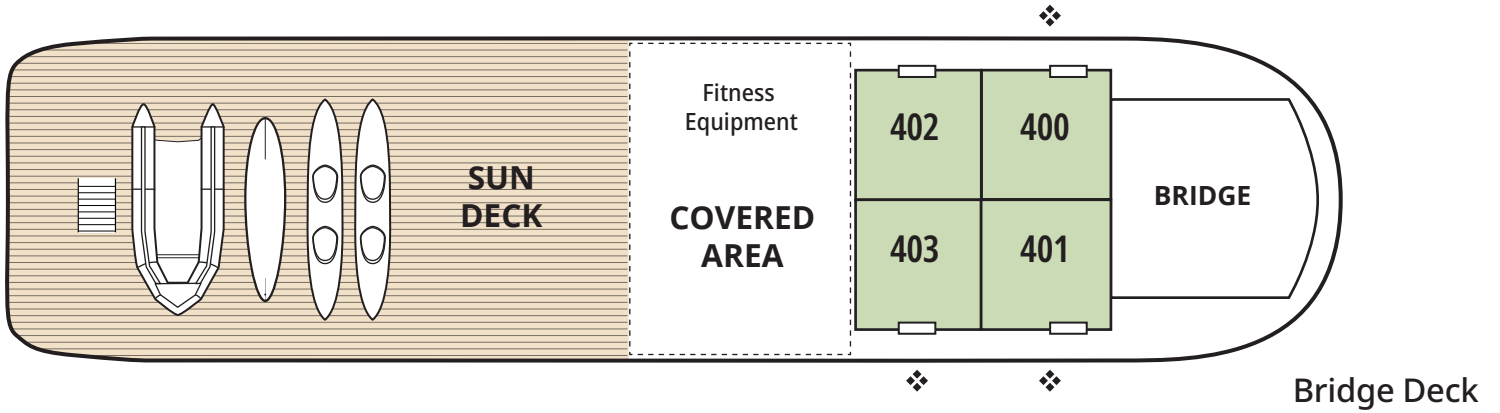 Fitness
Equipment
SUN
DECK
COVERED
AREA
402
400
403
401
BRIDGE
Bridge Deck